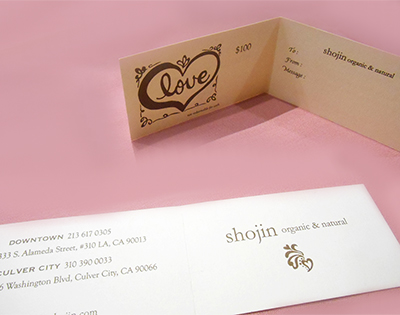 love
$100
shojin organic & natural
To:
From:
Message:
DOWNTOWN 213 617 0305
333 S. Alameda Street, #310 LA, CA 90013
CULVER CITY 310 390 0033
Washington Blvd, Culver City, CA 90066
shojin organic & natural